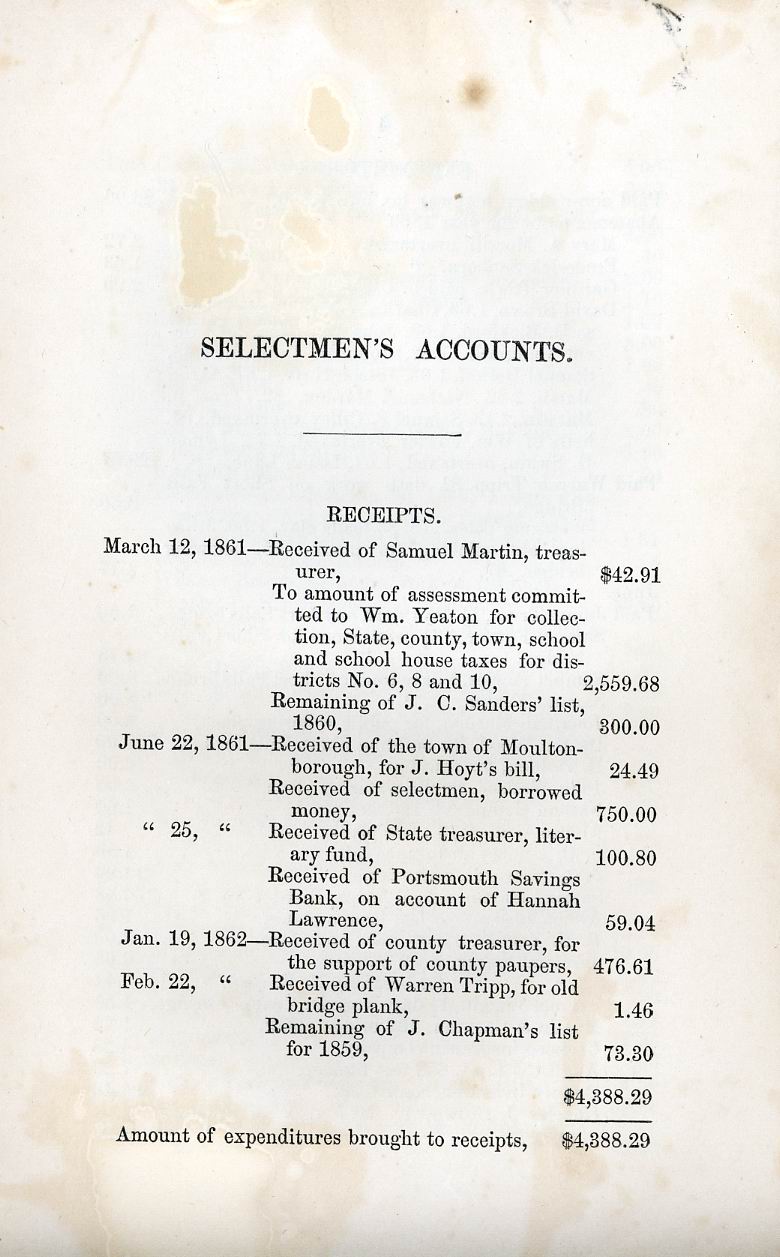 SELECTMEN'S ACCOUNTS.
RECEIPTS.
March 12, 1861—Received of Samuel Martin, treas-
urer, $42.91
To amount of assessment commit-
ted to Wm. Yeaton for collec-
tion, State, county, town, school
and school house taxes for dis-
tricts No. 6, 8 and 10, 2,559.68
Remaining of J. C. Sanders' list,
1860, 300.00
June 22, 1861—Received of the town of Moulton-
borough, for J. Hoyt's bill, 24.49
Received of selectmen, borrowed
money, 750.00
“ 25, “ Received of State treasurer, liter-
ary fund, 100.80
Received of Portsmouth Savings
Bank, on account of Hannah
Lawrence, 59.04
Jan. 19, 1862—Received of county treasurer, for
the support of county paupers, 476.61
Feb. 22, “ Received of Warren Tripp, for old
bridge plank, 1.46
Remaining of J. Chapman's list
for 1859, 73.30
$4,388.29
Amount of expenditures brought to receipts, $4,388.29